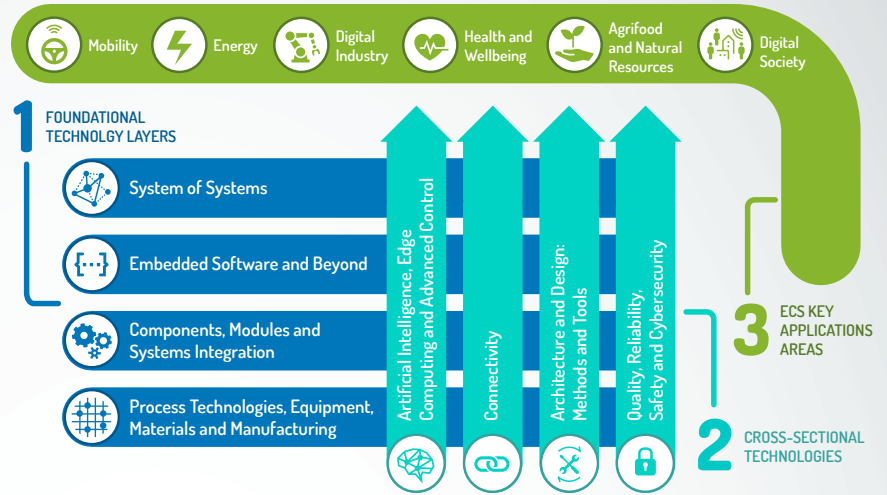 Mobility
Energy
Digital
Industry
Health and
Wellbeing
Agrifood
and Natural
Resources
Digital
Society
1
FOUNDATIONAL
TECHNOLGY LAYERS
System of Systems
Embedded Software and Beyond
Components, Modules and
Systems Integration
Process Technologies, Equipment,
Materials and Manufacturing
Artificial Intelligence, Edge
Computing and Advanced Control
Connectivity
Architecture and Design:
Methods and Tools
Quality, Reliability,
Safety and Cybersecurity
3
ECS KEY
APPLICATIONS
AREAS
2
CROSS-SECTIONAL
TECHNOLOGIES